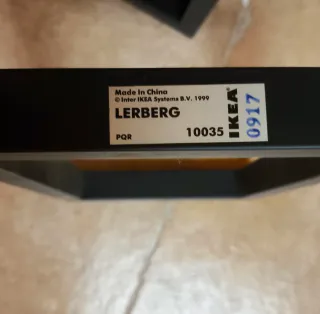 Made In China
© Inter IKEA Systems B.V. 1999
LERBERG
PQR
10035
IKEA
0917